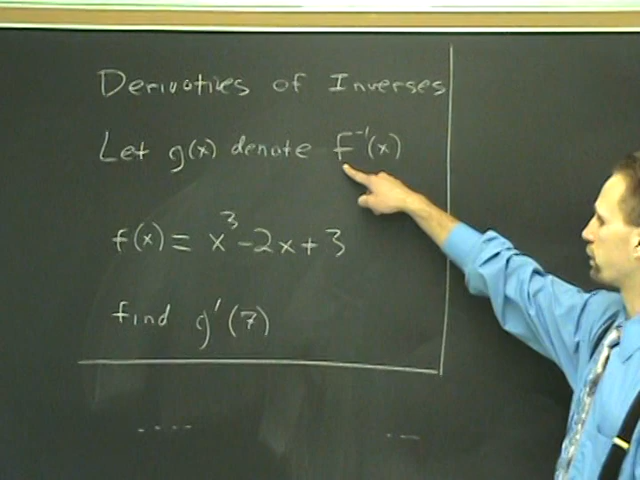 Derivatives of Inverses
Let g(x) denote f⁻¹(x)
f(x) = x³ - 2x + 3
find g'(7)